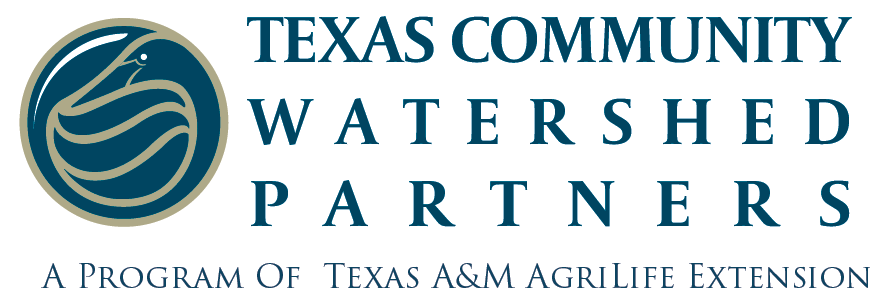 TEXAS COMMUNITY
WATERSHED
PARTNERS
A Program Of Texas A&M AgriLife Extension